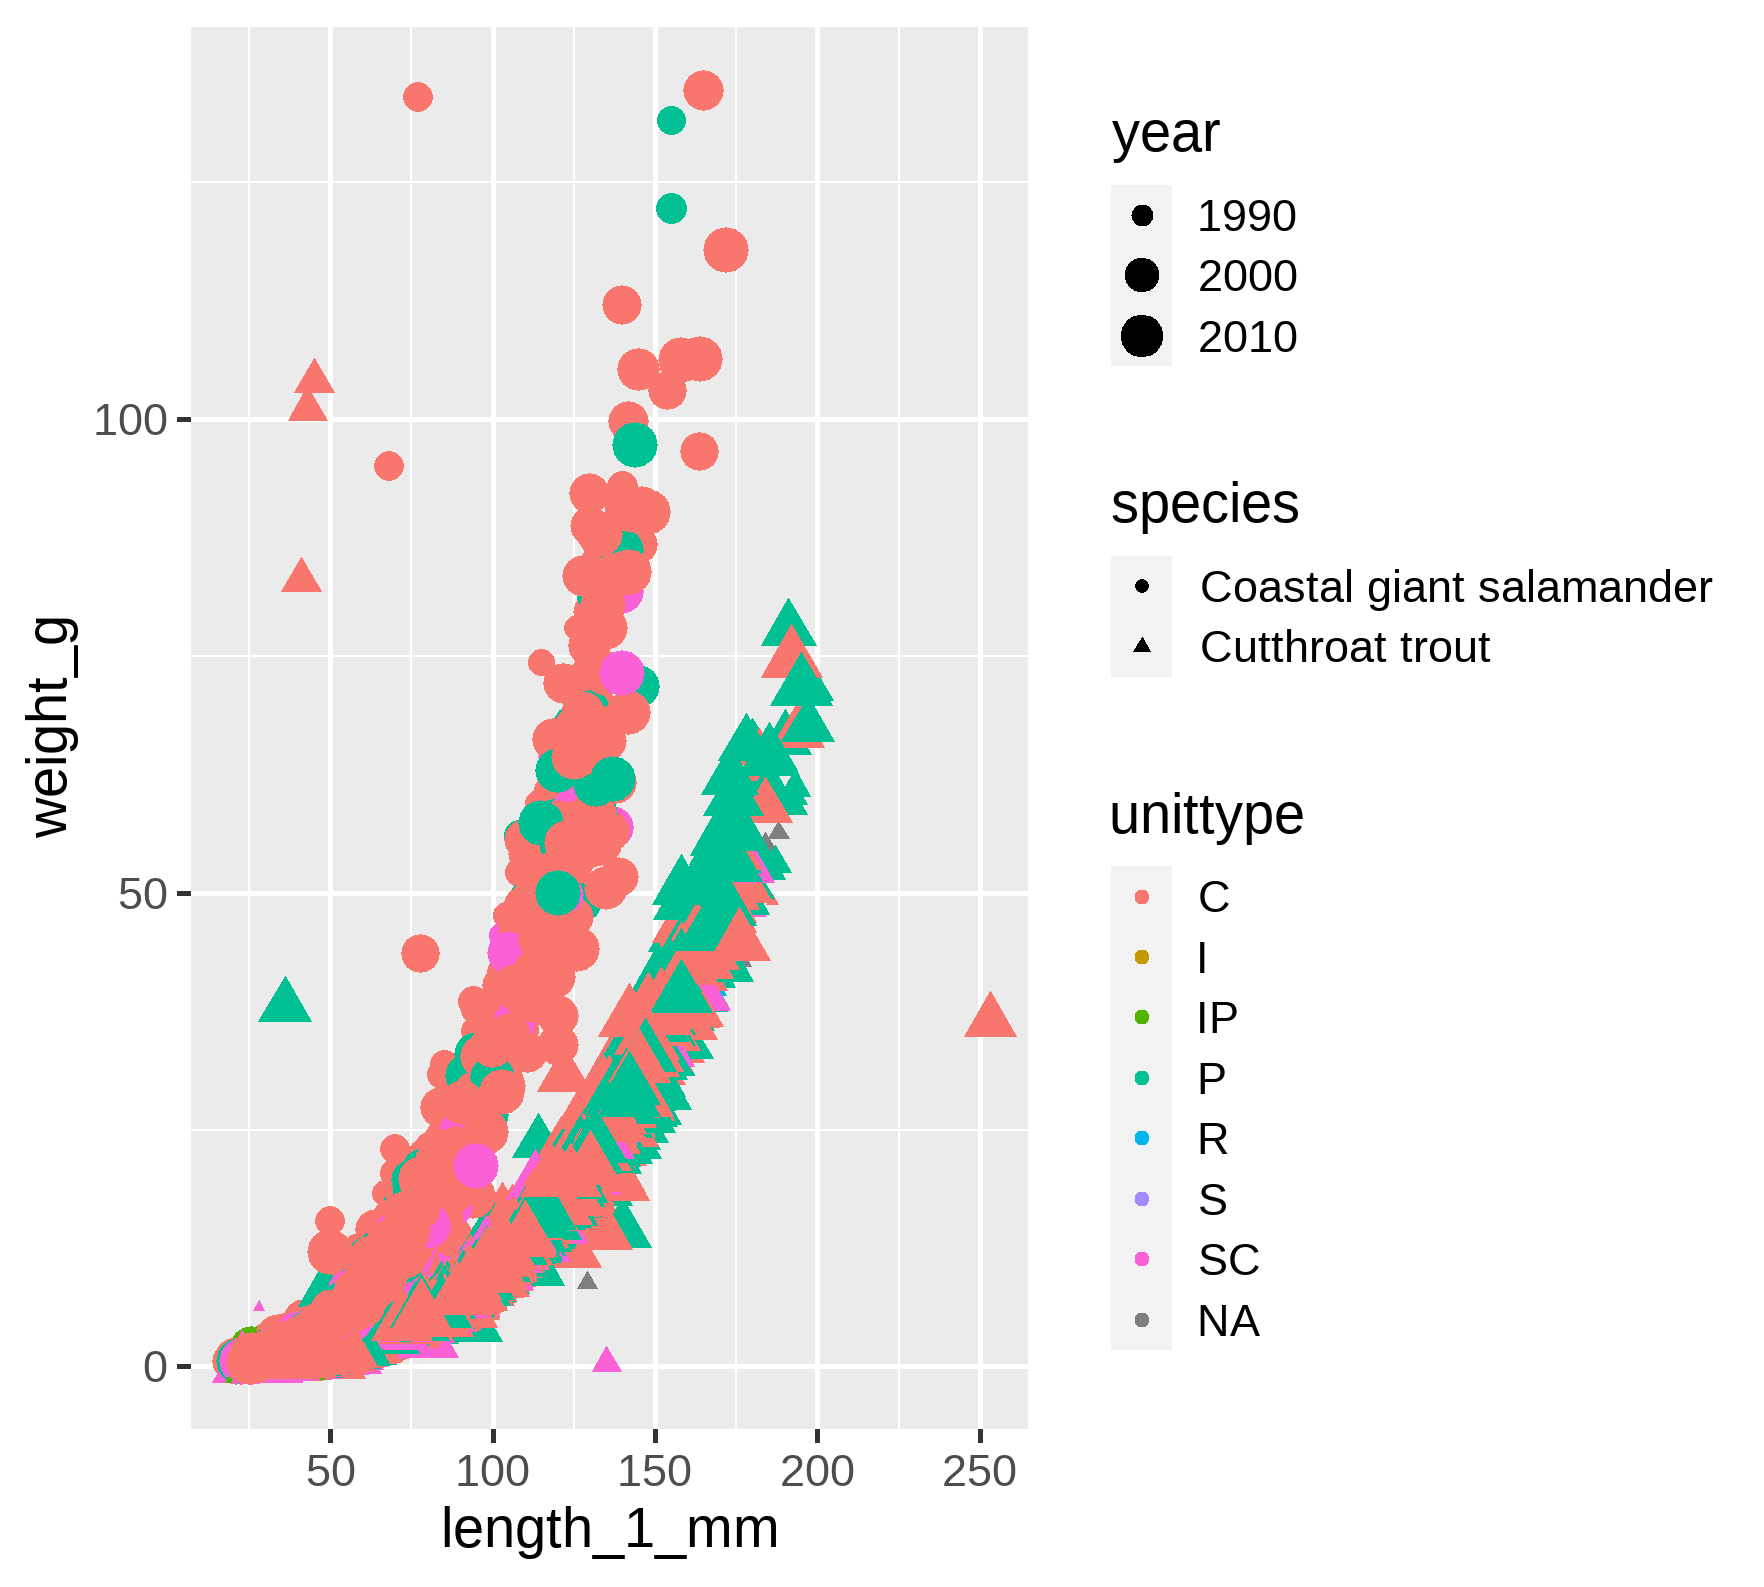 weight_g
100
50
0
50 100 150 200 250
length_1_mm
year
1990
2000
2010
species
Coastal giant salamander
Cutthroat trout
unittype
C
I
IP
P
R
S
SC
NA